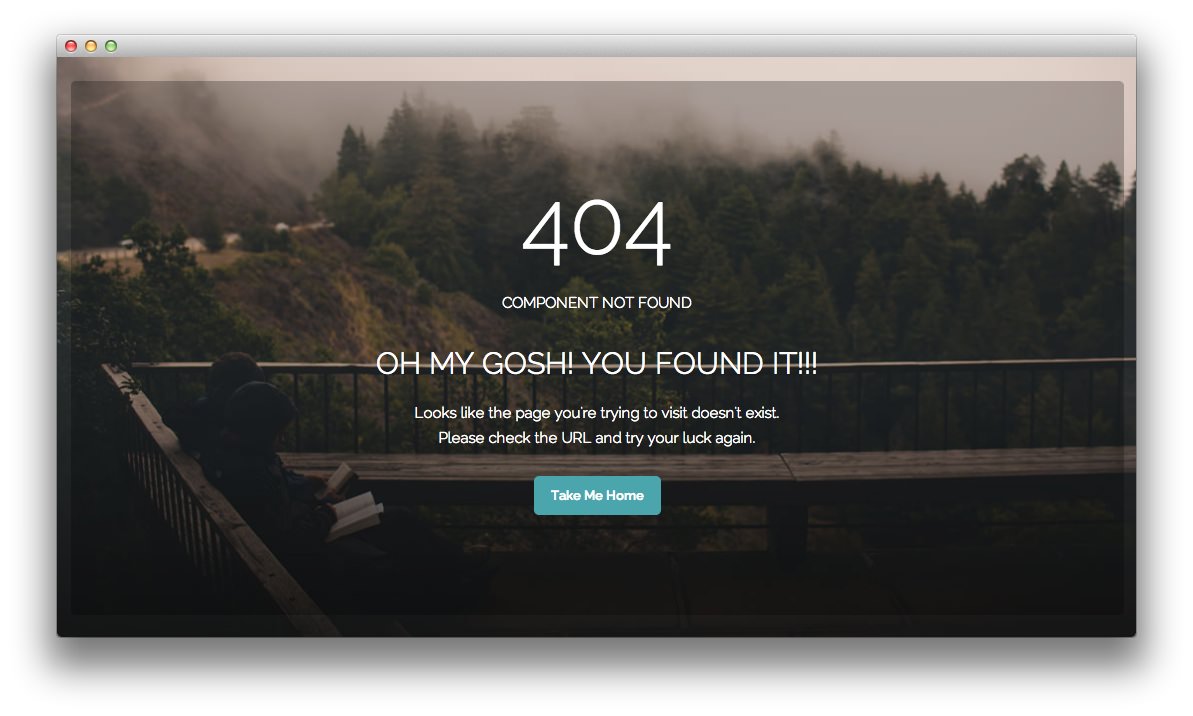 404
COMPONENT NOT FOUND
OH MY GOSH! YOU FOUND IT!!!
Looks like the page you're trying to visit doesn't exist.
Please check the URL and try your luck again.
Take Me Home